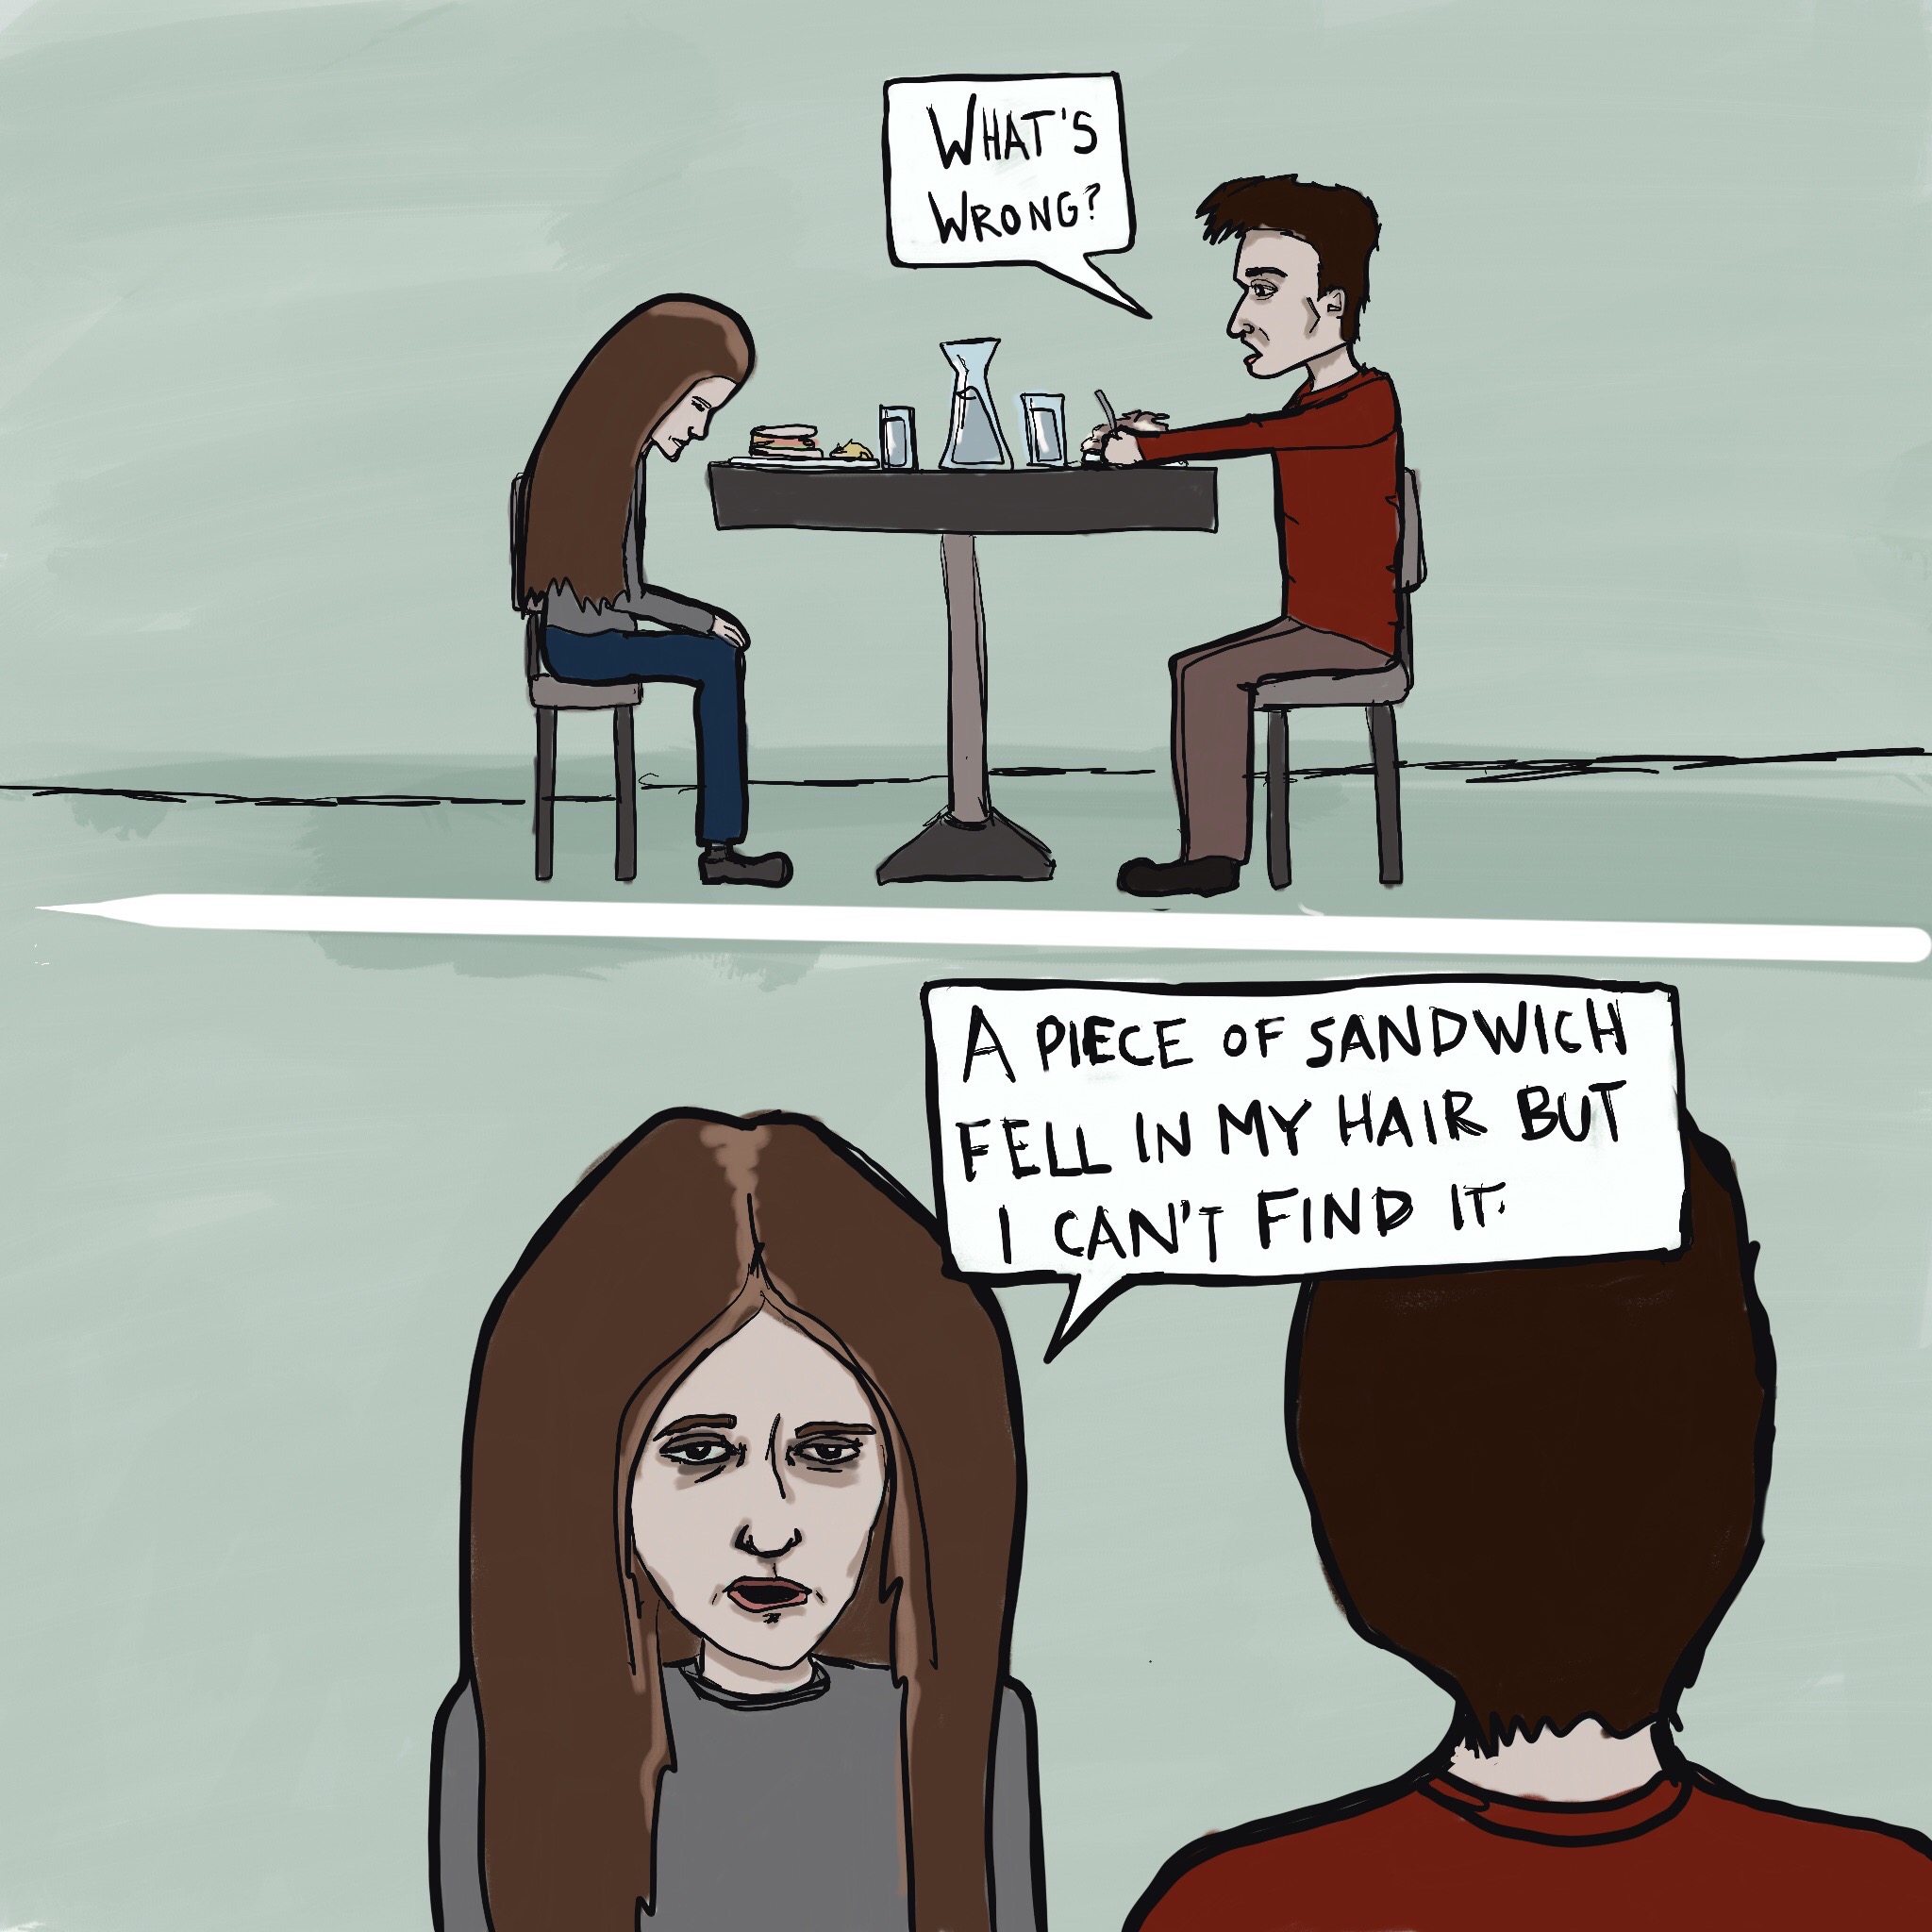 WHAT'S
WRONG?
A PIECE OF SANDWICH
FELL IN MY HAIR BUT
I CAN'T FIND IT.